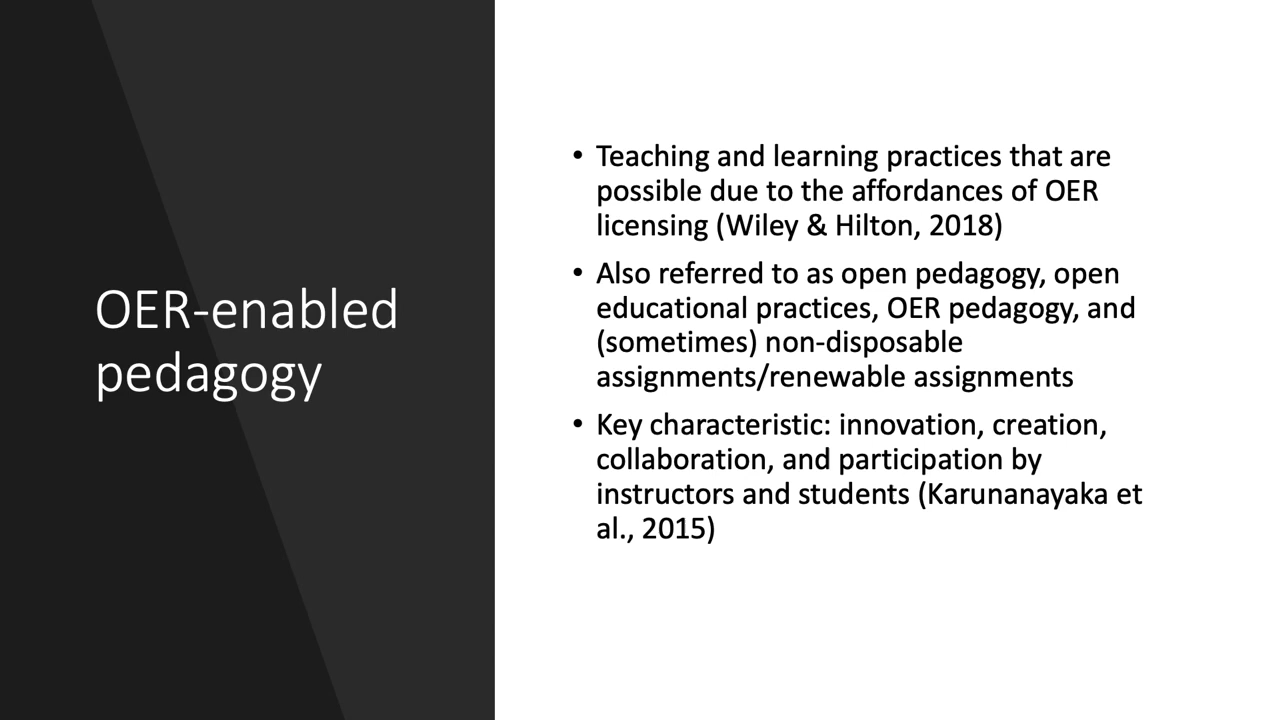 OER-enabled
pedagogy
• Teaching and learning practices that are
possible due to the affordances of OER
licensing (Wiley & Hilton, 2018)
• Also referred to as open pedagogy, open
educational practices, OER pedagogy, and
(sometimes) non-disposable
assignments/renewable assignments
• Key characteristic: innovation, creation,
collaboration, and participation by
instructors and students (Karunanayaka et
al., 2015)